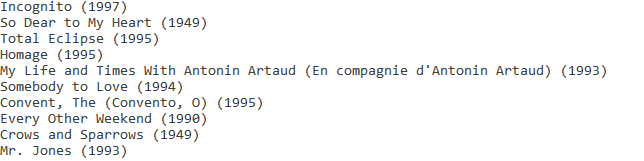 Incognito (1997)
So Dear to My Heart (1949)
Total Eclipse (1995)
Homage (1995)
My Life and Times With Antonin Artaud (En compagnie d'Antonin Artaud) (1993)
Somebody to Love (1994)
Convent, The (Convento, O) (1995)
Every Other Weekend (1990)
Crows and Sparrows (1949)
Mr. Jones (1993)